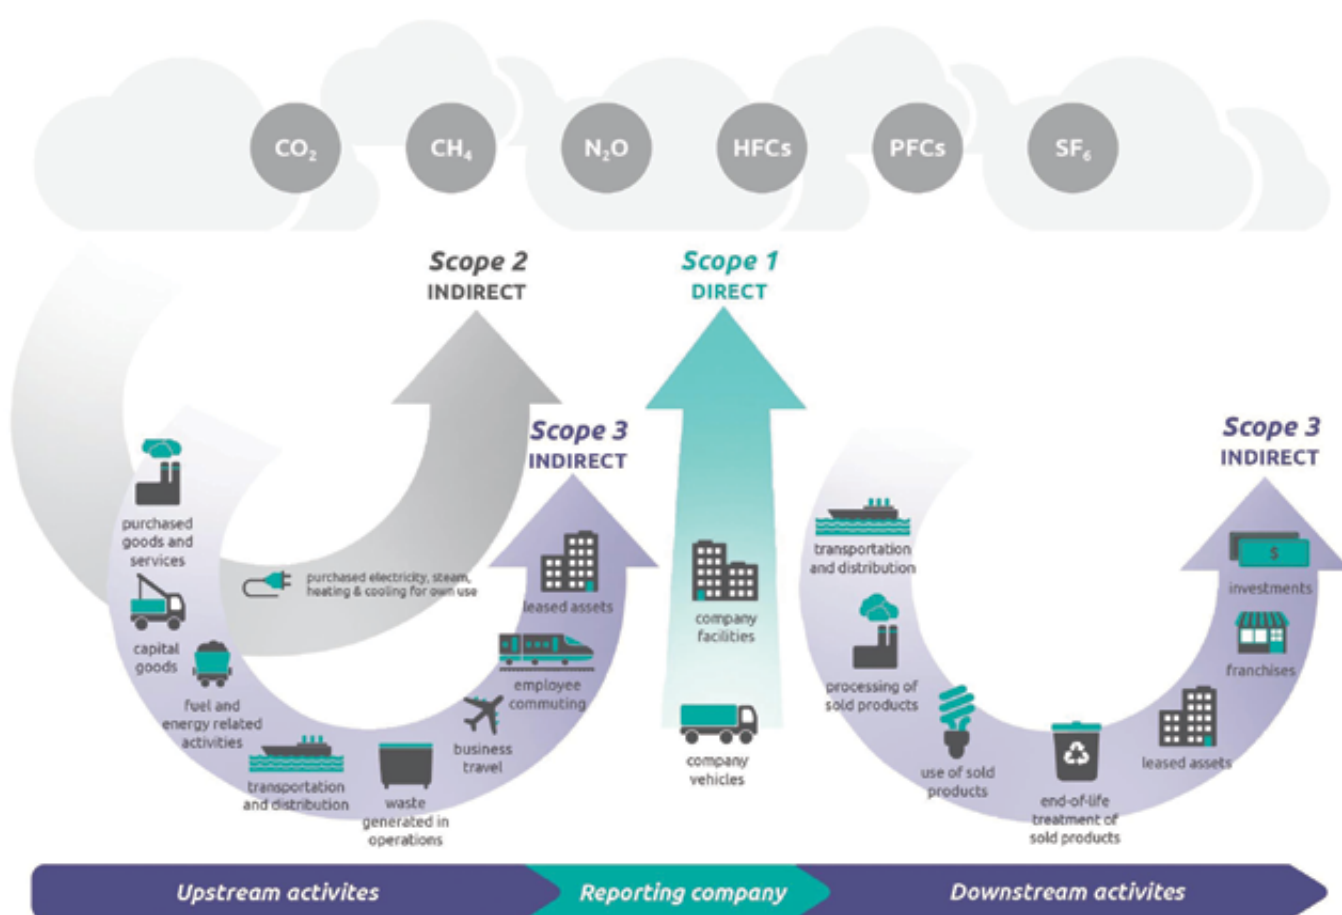 CO₂ CH₄ N₂O HFCs PFCs SF₆
Scope 2
INDIRECT
Scope 1
DIRECT
Scope 3
INDIRECT
Scope 3
INDIRECT
purchased
goods and
services
capital
goods
fuel and
energy related
activities
transportation
and distribution
waste
generated in
operations
business
travel
employee
commuting
leased assets
purchased electricity, steam,
heating & cooling for own use
company
facilities
company
vehicles
transportation
and distribution
processing of
sold products
use of sold
products
end-of-life
treatment of
sold products
leased assets
franchises
$
investments
Upstream activites
Reporting company
Downstream activites